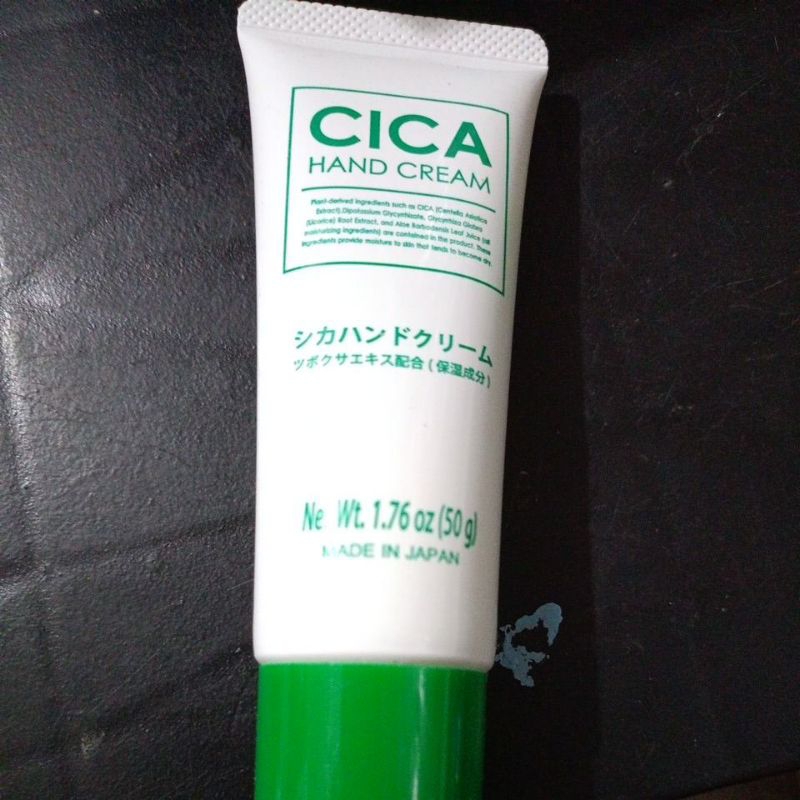 CICA
HAND CREAM
Plant-derived ingredients such as CICA (Centella Asiatica
Extract),Dipotassium Glycyrrhizate, Glycyrrhiza Glabra
(Licorice) Root Extract, and Aloe Barbadensis Leaf Juice (all
moisturizing ingredients) are contained in the product. These
ingredients provide moisture to skin that tends to become dry.
シカハンドクリーム
ツボクサエキス配合(保湿成分)
Ne Wt. 1.76 oz (50 g)
MADE IN JAPAN